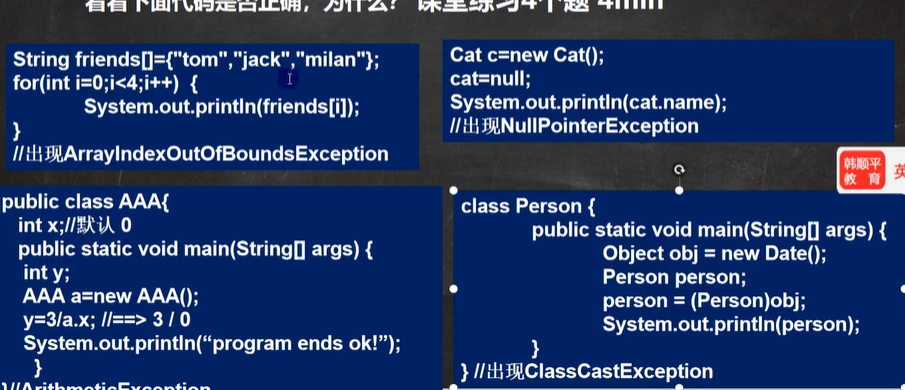 看看下面代码是否正确，为什么? 课堂练习4个题 4min
String friends[]={"tom","jack","milan"};
for(int i=0;i<4;i++) {
System.out.println(friends[i]);
}
//出现ArrayIndexOutOfBoundsException
Cat c=new Cat();
cat=null;
System.out.println(cat.name);
//出现NullPointerException
韩顺平
教 育
英
public class AAA{
int x;//默认 0
public static void main(String[] args) {
int y;
AAA a=new AAA();
y=3/a.x; //==> 3 / 0
System.out.println(“program ends ok!”);
}
}//ArithmeticException
class Person {
public static void main(String[] args) {
Object obj = new Date();
Person person;
person = (Person)obj;
System.out.println(person);
}
} //出现ClassCastException